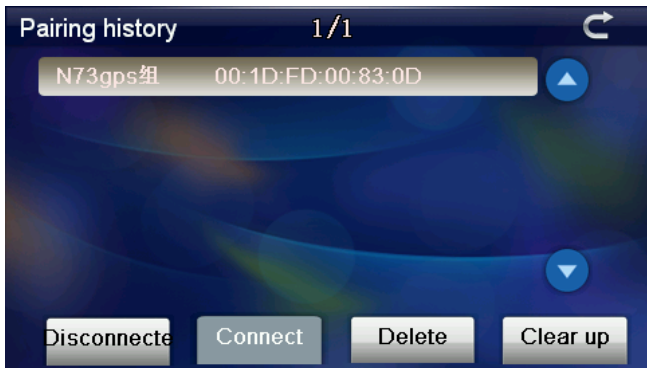 Pairing history 1/1
N73gps组 00:1D:FD:00:83:0D
Disconnecte Connect Delete Clear up